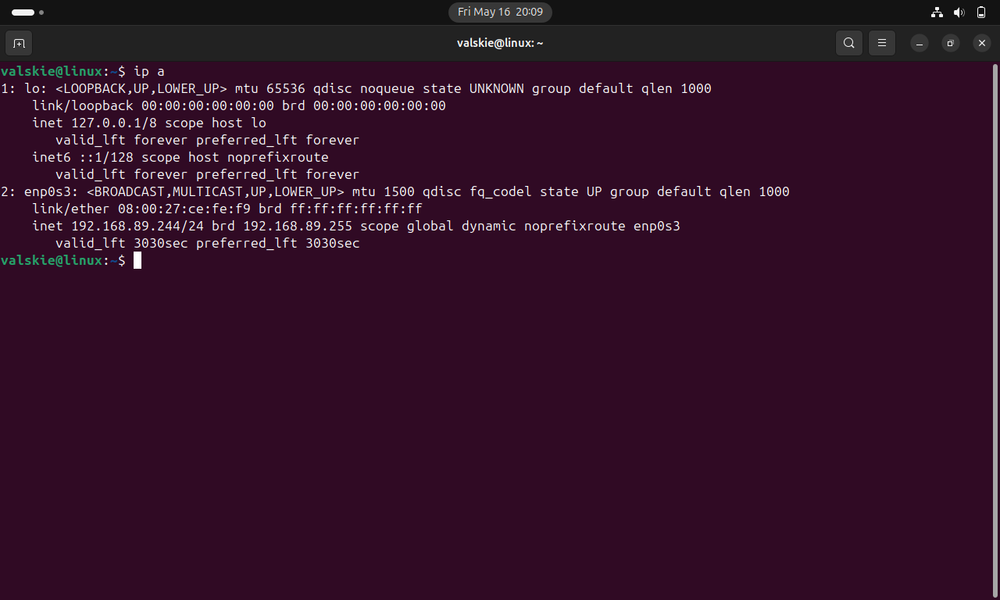 Fri May 16 20:09
valskie@linux: ~
valskie@linux:~$ ip a
1: lo: <LOOPBACK,UP,LOWER_UP> mtu 65536 qdisc noqueue state UNKNOWN group default qlen 1000
    link/loopback 00:00:00:00:00:00 brd 00:00:00:00:00:00
    inet 127.0.0.1/8 scope host lo
       valid_lft forever preferred_lft forever
    inet6 ::1/128 scope host noprefixroute
       valid_lft forever preferred_lft forever
2: enp0s3: <BROADCAST,MULTICAST,UP,LOWER_UP> mtu 1500 qdisc fq_codel state UP group default qlen 1000
    link/ether 08:00:27:ce:fe:f9 brd ff:ff:ff:ff:ff:ff
    inet 192.168.89.244/24 brd 192.168.89.255 scope global dynamic noprefixroute enp0s3
       valid_lft 3030sec preferred_lft 3030sec
valskie@linux:~$